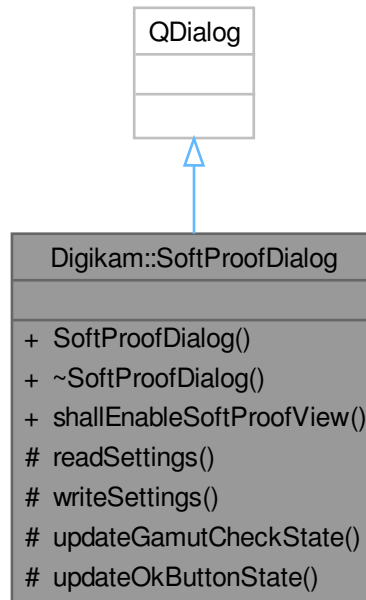 QDialog
Digikam::SoftProofDialog
+ SoftProofDialog()
+ ~SoftProofDialog()
+ shallEnableSoftProofView()
# readSettings()
# writeSettings()
# updateGamutCheckState()
# updateOkButtonState()